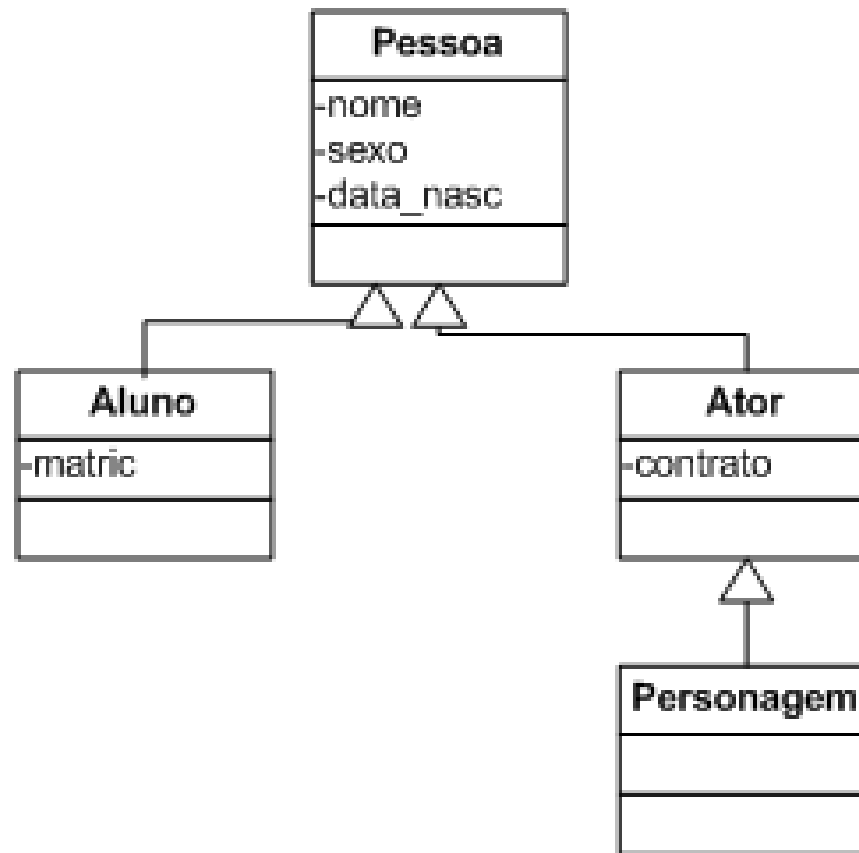 Pessoa
-nome
-sexo
-data_nasc
Aluno
-matric
Ator
-contrato
Personagem